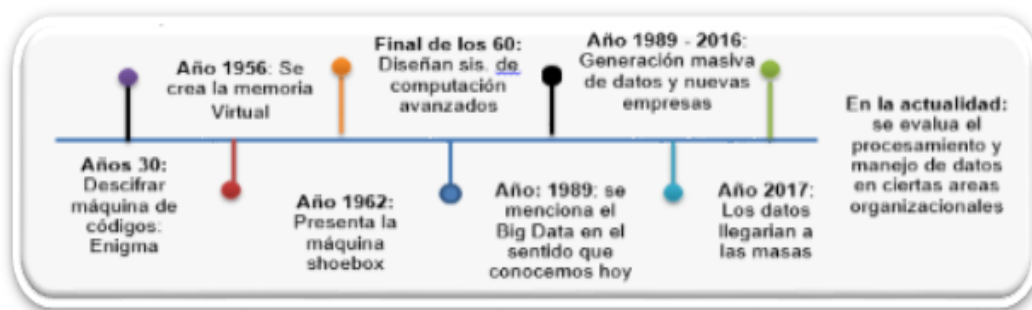 Años 30:
Descifrar
máquina de
códigos:
Enigma
Año 1956: Se
crea la memoria
Virtual
Año 1962:
Presenta la
máquina
shoebox
Final de los 60:
Diseñan sis. de
computación
avanzados
Año: 1989: se
menciona el
Big Data en el
sentido que
conocemos hoy
Año 1989 - 2016:
Generación masiva
de datos y nuevas
empresas
Año 2017:
Los datos
llegarian a
las masas
En la actualidad:
se evalua el
procesamiento y
manejo de datos
en ciertas areas
organizacionales